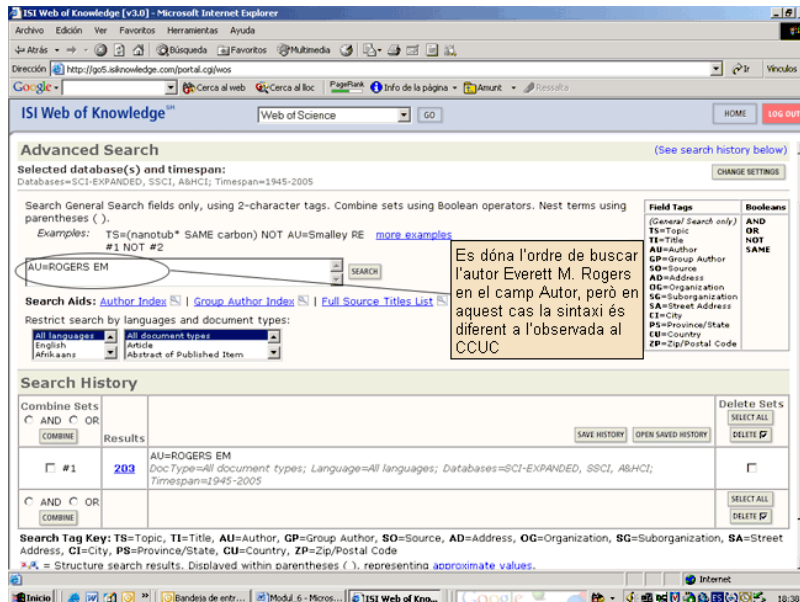 ISI Web of Knowledge [v3.0] - Microsoft Internet Explorer
Archivo Edición Ver Favoritos Herramientas Ayuda
Atrás Búsqueda Favoritos Multimedia
Dirección http://go5.isiknowledge.com/portal.cgi/wos Ir Vínculos
Google Cerca al web Cerca al lloc PageRank Info de la página Amunt Ressalta
ISI Web of Knowledge SM Web of Science GO HOME LOG OUT
Advanced Search (See search history below)
Selected database(s) and timespan: CHANGE SETTINGS
Databases=SCI-EXPANDED, SSCI, A&HCI; Timespan=1945-2005
Search General Search fields only, using 2-character tags. Combine sets using Boolean operators. Nest terms using
parentheses ( ).
Examples: TS=(nanotub* SAME carbon) NOT AU=Smalley RE more examples
#1 NOT #2
AU=ROGERS EM SEARCH
Search Aids: Author Index | Group Author Index | Full Source Titles List
Restrict search by languages and document types:
All languages All document types
English Article
Afrikaans Abstract of Published Item
Es dóna l'ordre de buscar
l'autor Everett M. Rogers
en el camp Autor, però en
aquest cas la sintaxi és
diferent a l'observada al
CCUC
Field Tags Booleans
(General Search only) AND
TS=Topic OR
TI=Title NOT
AU=Author SAME
GP=Group Author
SO=Source
AD=Address
OG=Organization
SG=Suborganization
SA=Street Address
CI=City
PS=Province/State
CU=Country
ZP=Zip/Postal Code
Search History
Combine Sets Delete Sets
AND OR SELECT ALL
COMBINE Results SAVE HISTORY OPEN SAVED HISTORY DELETE
AU=ROGERS EM
#1 203 DocType=All document types; Language=All languages; Databases=SCI-EXPANDED, SSCI, A&HCI;
Timespan=1945-2005
AND OR SELECT ALL
COMBINE DELETE
Search Tag Key: TS=Topic, TI=Title, AU=Author, GP=Group Author, SO=Source, AD=Address, OG=Organization, SG=Suborganization, SA=Street
Address, CI=City, PS=Province/State, CU=Country, ZP=Zip/Postal Code
= Structure search results. Displayed within parentheses ( ), representing approximate values.
Internet
Inicio Bandeja de entr... Modul_6 - Micros... ISI Web of Kno... Google 18:38